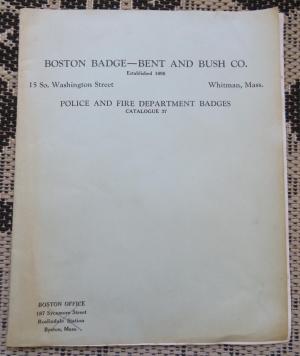 BOSTON BADGE—BENT AND BUSH CO.
Established 1898
15 So. Washington Street Whitman, Mass.
POLICE AND FIRE DEPARTMENT BADGES
CATALOGUE 37
BOSTON OFFICE
187 Sycamore Street
Roslindale Station
Boston, Mass.